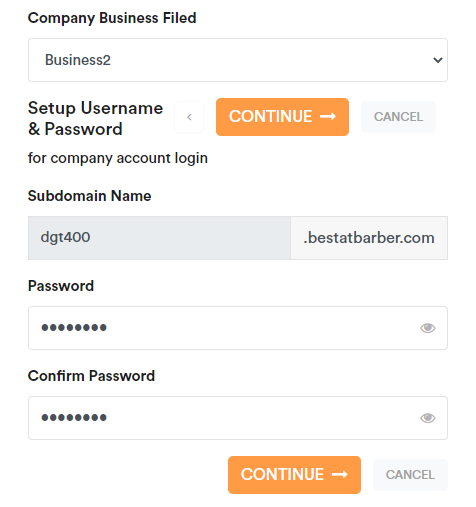 Company Business Filed
Business2
Setup Username
& Password
CONTINUE
CANCEL
for company account login
Subdomain Name
dgt400
.bestatbarber.com
Password
••••••••
Confirm Password
••••••••
CONTINUE
CANCEL